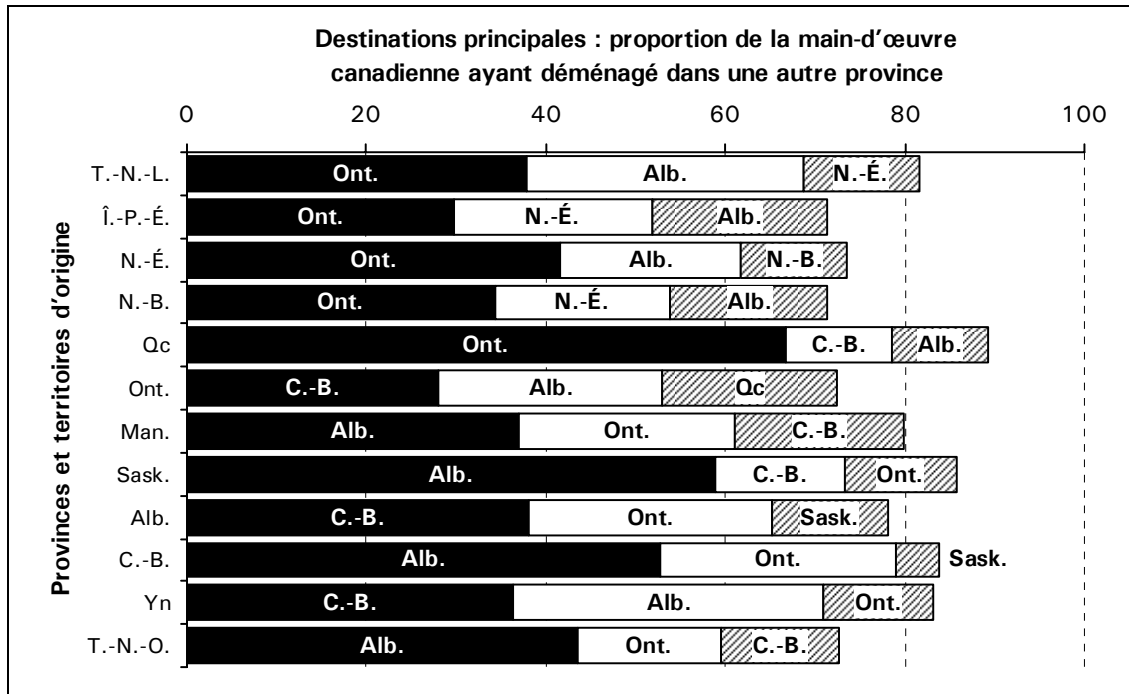 Destinations principales : proportion de la main-d'œuvre
canadienne ayant déménagé dans une autre province
0 20 40 60 80 100
Provinces et territoires d'origine
T.-N.-L. Ont. Alb. N.-É.
Î.-P.-É. Ont. N.-É. Alb.
N.-É. Ont. Alb. N.-B.
N.-B. Ont. N.-É. Alb.
Qc Ont. C.-B. Alb.
Ont. C.-B. Alb. Qc
Man. Alb. Ont. C.-B.
Sask. Alb. C.-B. Ont.
Alb. C.-B. Ont. Sask.
C.-B. Alb. Ont. Sask.
Yn C.-B. Alb. Ont.
T.-N.-O. Alb. Ont. C.-B.